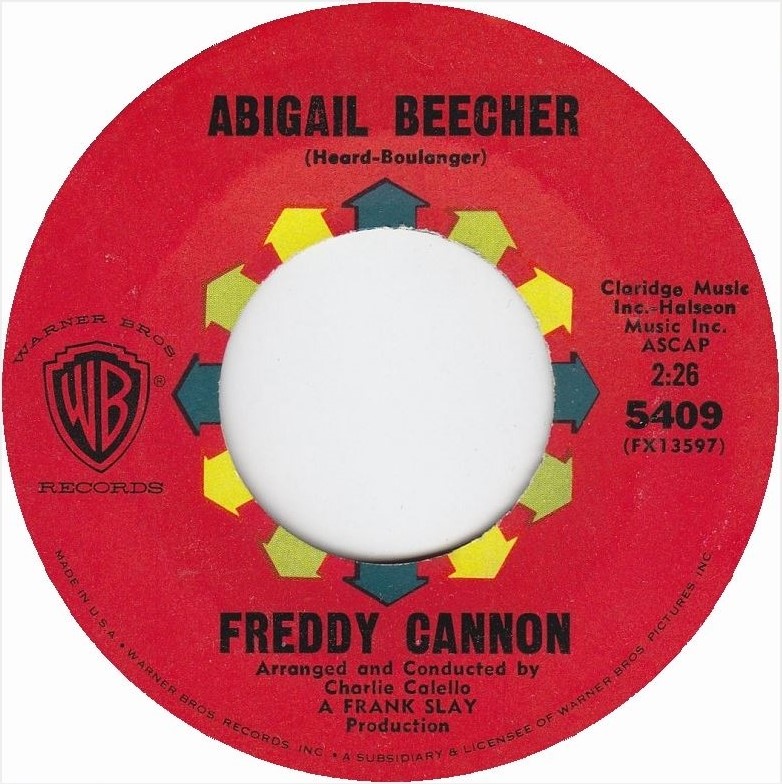 ABIGAIL BEECHER
(Heard-Boulanger)
Claridge Music
Inc.-Halseon
Music Inc.
ASCAP
2:26
5409
(FX13597)
WARNER BROS.
WB
®
RECORDS
FREDDY CANNON
Arranged and Conducted by
Charlie Calello
A FRANK SLAY
Production
MADE IN U.S.A. • WARNER BROS. RECORDS, INC. • A SUBSIDIARY & LICENSEE OF WARNER BROS. PICTURES, INC.